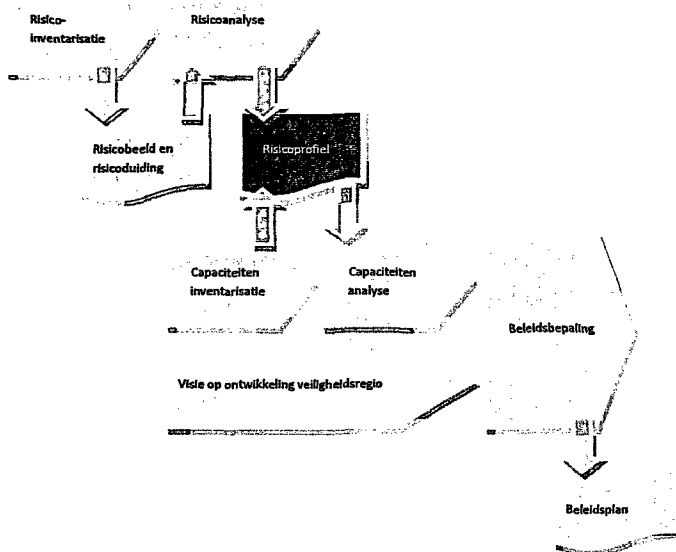 Risico-
inventarisatie
Risicoanalyse
Risicobeeld en
risicoduiding
Risicoprofiel
Capaciteiten
inventarisatie
Capaciteiten
analyse
Beleidsbepaling
Visie op ontwikkeling veiligheidsregio
Beleidsplan